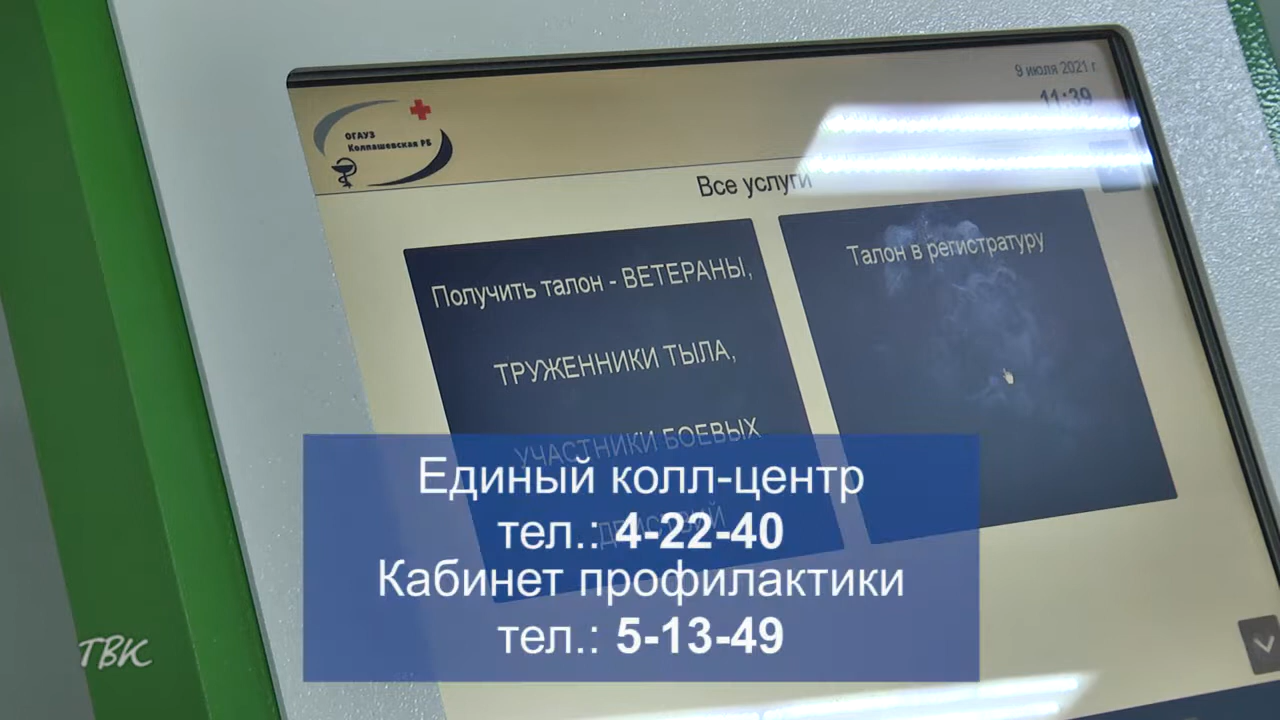 9 июля 2021 г.
11:39
ОГАУЗ
Колпашевская РБ
Все услуги
Получить талон - ВЕТЕРАНЫ,
ТРУЖЕННИКИ ТЫЛА,
УЧАСТНИКИ БОЕВЫХ
ДЕЙСТВИЙ
Талон в регистратуру
Единый колл-центр
тел.: 4-22-40
Кабинет профилактики
тел.: 5-13-49
ТВК